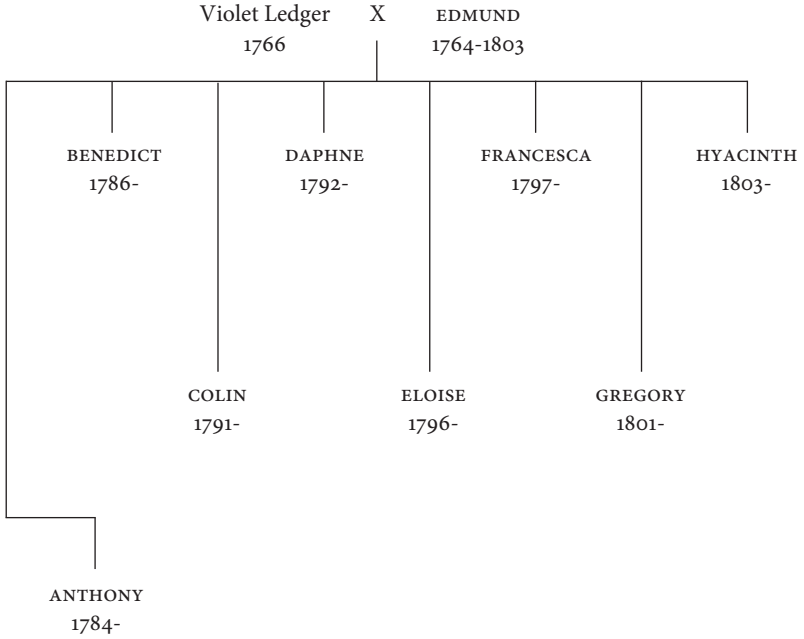 Violet Ledger X EDMUND
1766 1764-1803
BENEDICT DAPHNE FRANCESCA HYACINTH
1786- 1792- 1797- 1803-
COLIN ELOISE GREGORY
1791- 1796- 1801-
ANTHONY
1784-